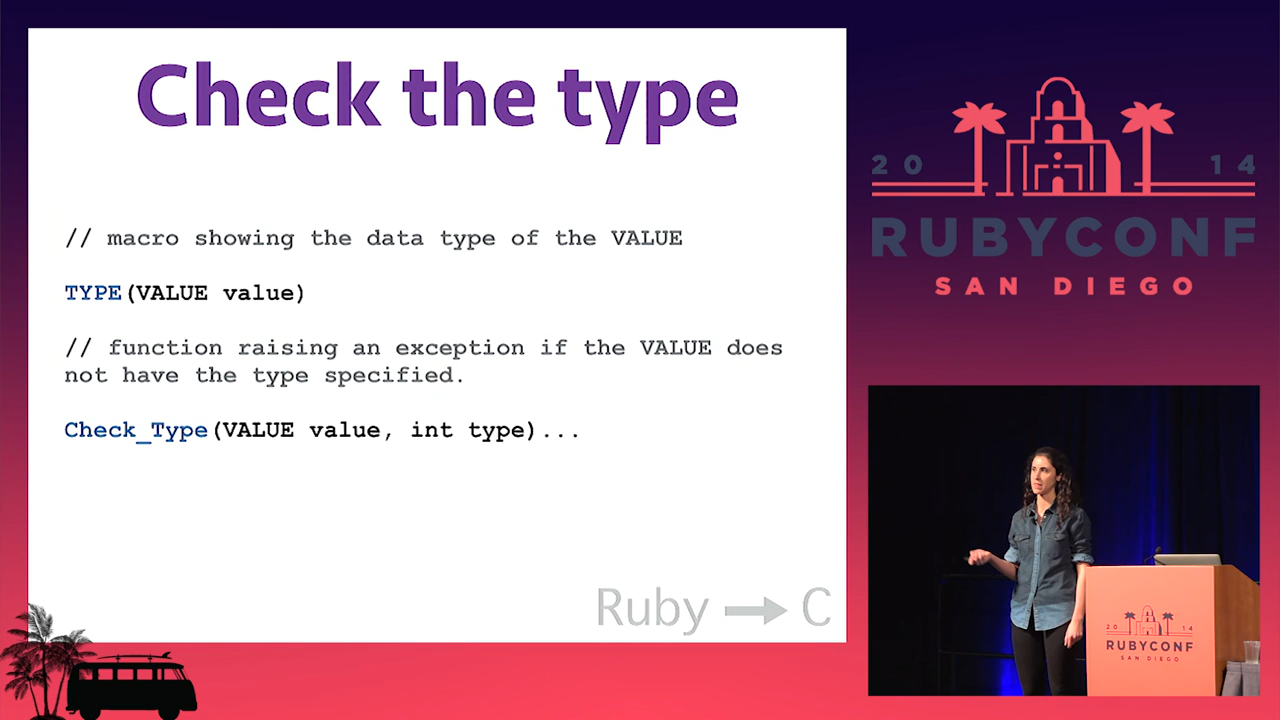 Check the type
// macro showing the data type of the VALUE
TYPE(VALUE value)
// function raising an exception if the VALUE does
not have the type specified.
Check_Type(VALUE value, int type)...
Ruby → C
20 14
RUBYCONF
SAN DIEGO
20 14
RUBYCONF
SAN DIEGO